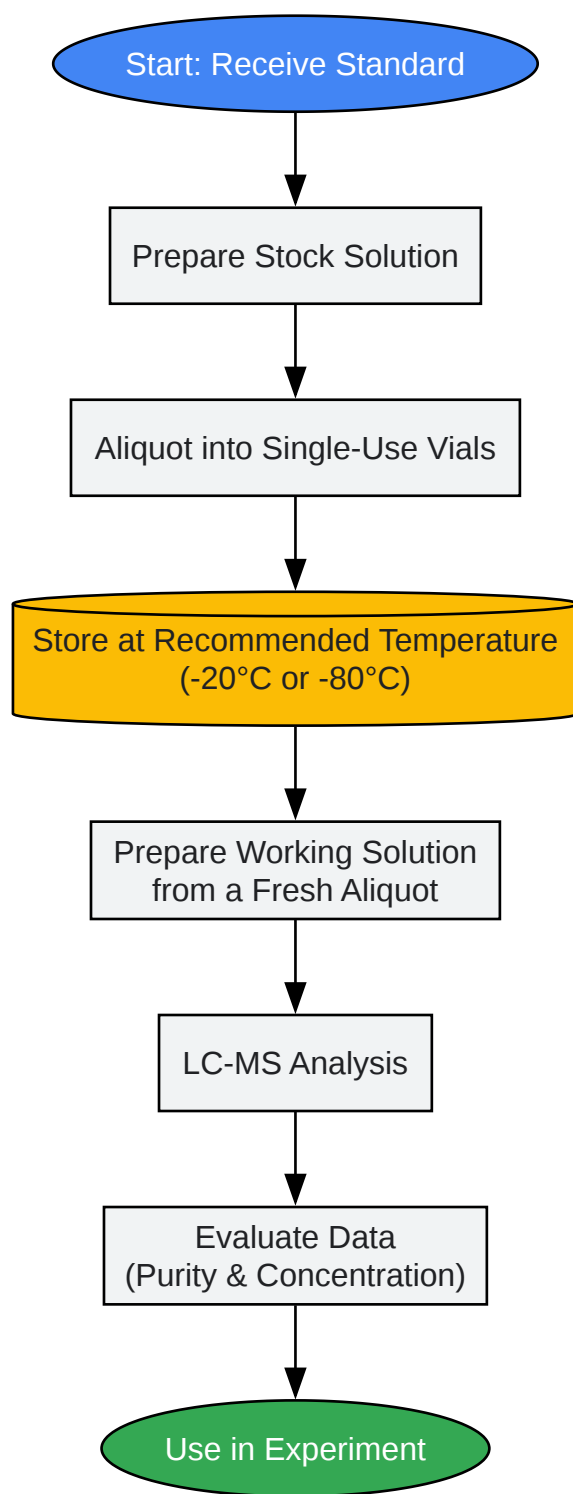 Start: Receive Standard
Prepare Stock Solution
Aliquot into Single-Use Vials
Store at Recommended Temperature
(-20°C or -80°C)
Prepare Working Solution
from a Fresh Aliquot
LC-MS Analysis
Evaluate Data
(Purity & Concentration)
Use in Experiment